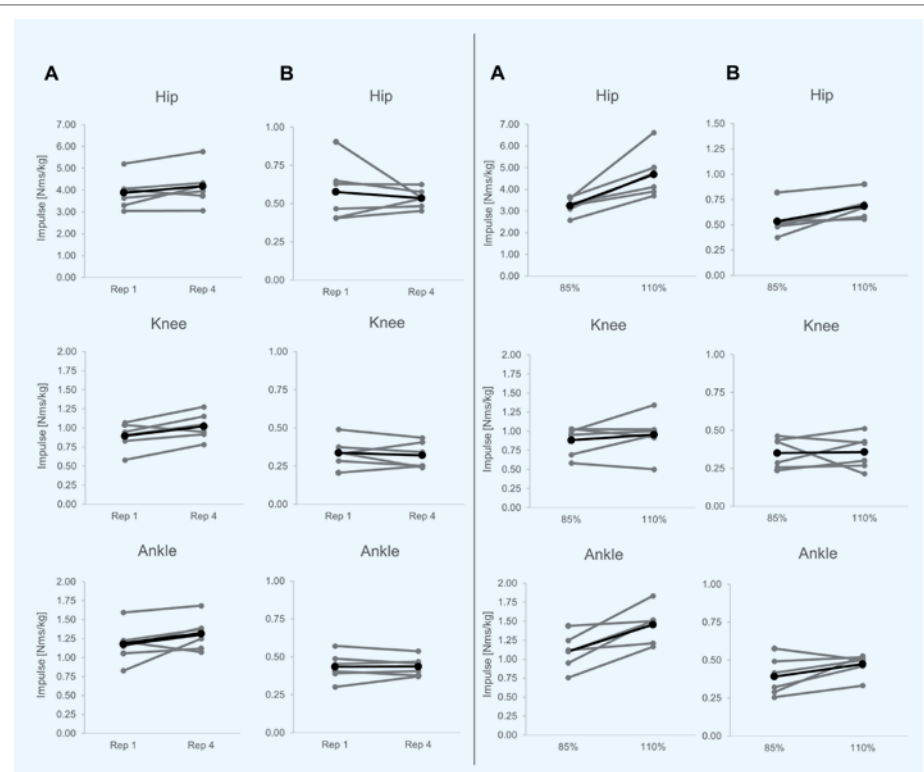 A
B
A
B
Hip
Hip
Hip
Hip
Impulse [Nms/kg]
7.00
6.00
5.00
4.00
3.00
2.00
1.00
0.00
Rep 1
Rep 4
1.00
0.75
0.50
0.25
0.00
Rep 1
Rep 4
Impulse [Nms/kg]
7.00
6.00
5.00
4.00
3.00
2.00
1.00
0.00
85%
110%
1.50
1.25
1.00
0.75
0.50
0.25
0.00
85%
110%
Knee
Knee
Knee
Knee
Impulse [Nms/kg]
2.00
1.75
1.50
1.25
1.00
0.75
0.50
0.25
0.00
Rep 1
Rep 4
1.00
0.75
0.50
0.25
0.00
Rep 1
Rep 4
Impulse [Nms/kg]
2.00
1.75
1.50
1.25
1.00
0.75
0.50
0.25
0.00
85%
110%
1.00
0.75
0.50
0.25
0.00
85%
110%
Ankle
Ankle
Ankle
Ankle
Impulse [Nms/kg]
2.00
1.75
1.50
1.25
1.00
0.75
0.50
0.25
0.00
Rep 1
Rep 4
1.00
0.75
0.50
0.25
0.00
Rep 1
Rep 4
Impulse [Nms/kg]
2.00
1.75
1.50
1.25
1.00
0.75
0.50
0.25
0.00
85%
110%
1.00
0.75
0.50
0.25
0.00
85%
110%